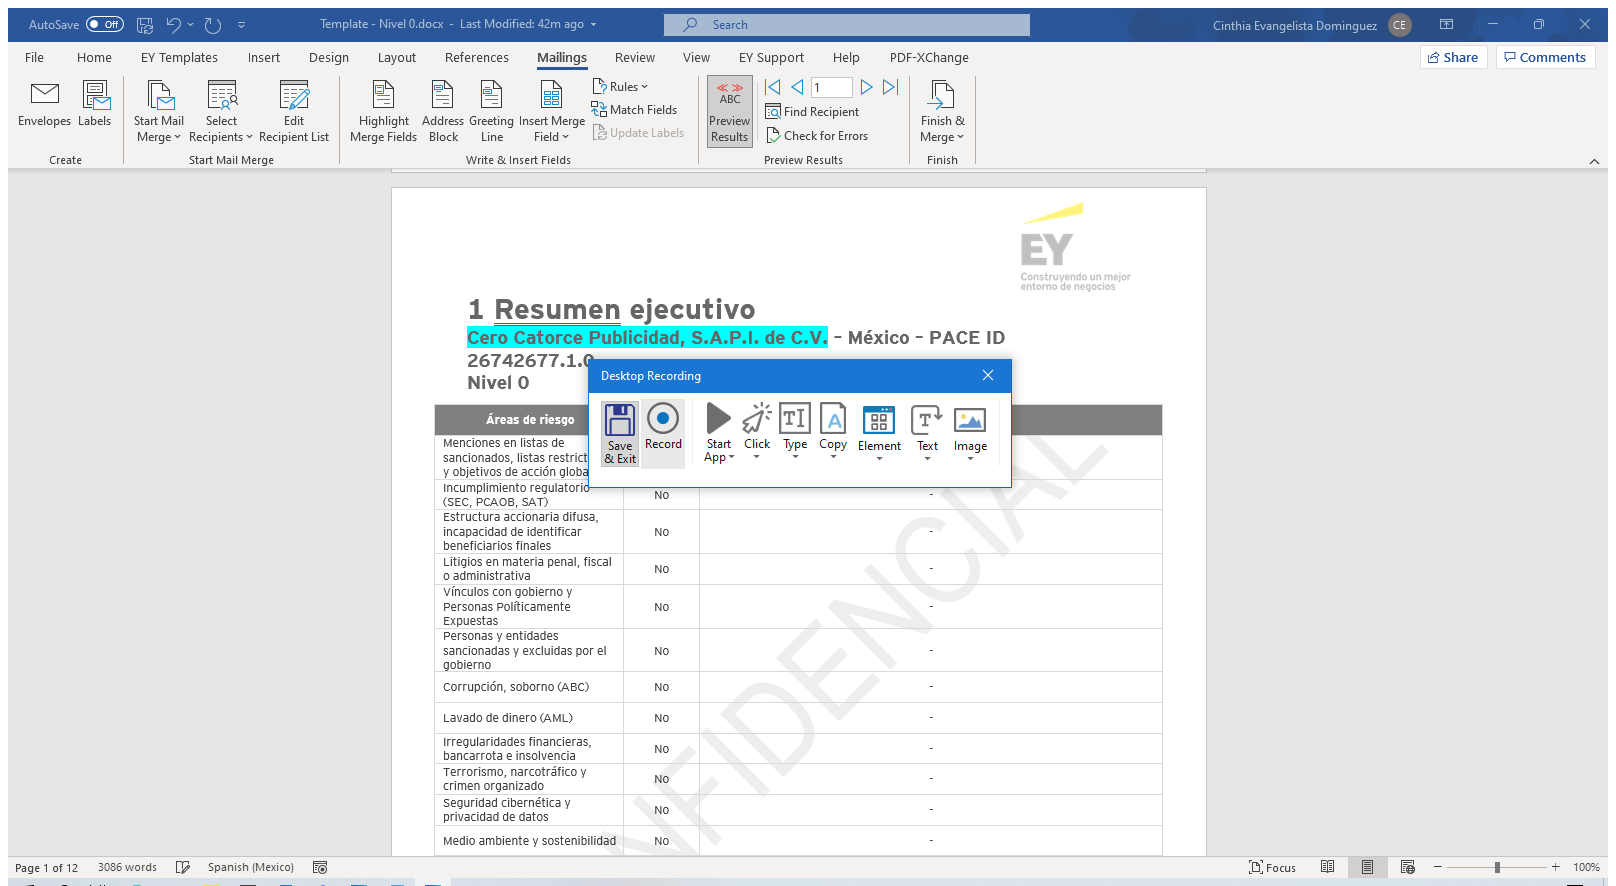 AutoSave Off Template - Nivel 0.docx - Last Modified: 42m ago Search Cinthia Evangelista Dominguez CE
File Home EY Templates Insert Design Layout References Mailings Review View EY Support Help PDF-XChange Share Comments
Envelopes Labels Start Mail Merge Select Recipients Edit Recipient List Highlight Merge Fields Address Block Greeting Line Insert Merge Field Rules Match Fields Update Labels ABC Preview Results 1 Find Recipient Check for Errors Finish & Merge
Create Start Mail Merge Write & Insert Fields Preview Results Finish
EY
Construyendo un mejor
entorno de negocios
1 Resumen ejecutivo
Cero Catorce Publicidad, S.A.P.I. de C.V. – México – PACE ID
26742677.1.0
Nivel 0
Desktop Recording
Save & Exit Record Start App Click Type Copy Element Text Image
Áreas de riesgo
Menciones en listas de
sancionados, listas restrict
y objetivos de acción globa
Incumplimiento regulatorio
(SEC, PCAOB, SAT) No -
Estructura accionaria difusa,
incapacidad de identificar No -
beneficiarios finales
Litigios en materia penal, fiscal
o administrativa No -
Vínculos con gobierno y
Personas Políticamente No -
Expuestas
Personas y entidades
sancionadas y excluidas por el No -
gobierno
Corrupción, soborno (ABC) No -
Lavado de dinero (AML) No -
Irregularidades financieras,
bancarrota e insolvencia No -
Terrorismo, narcotráfico y
crimen organizado No -
Seguridad cibernética y
privacidad de datos No -
Medio ambiente y sostenibilidad No -
NFIDENCIAL
Page 1 of 12 3086 words Spanish (Mexico) Focus 100%